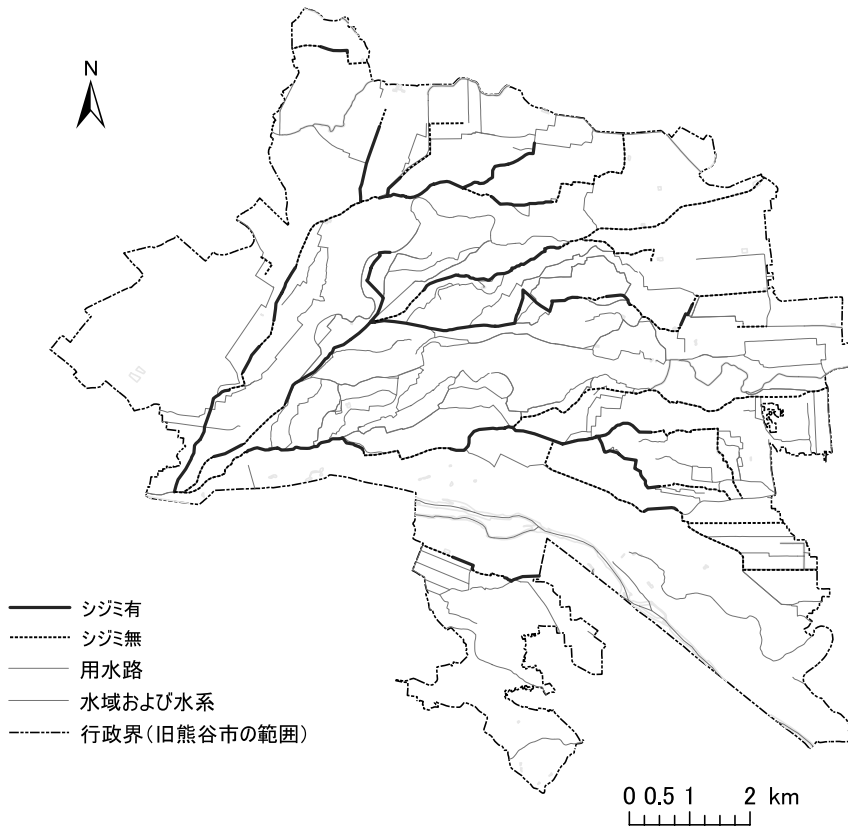 N
シジミ有
シジミ無
用水路
水域および水系
行政界(旧熊谷市の範囲)
0 0.5 1 2 km